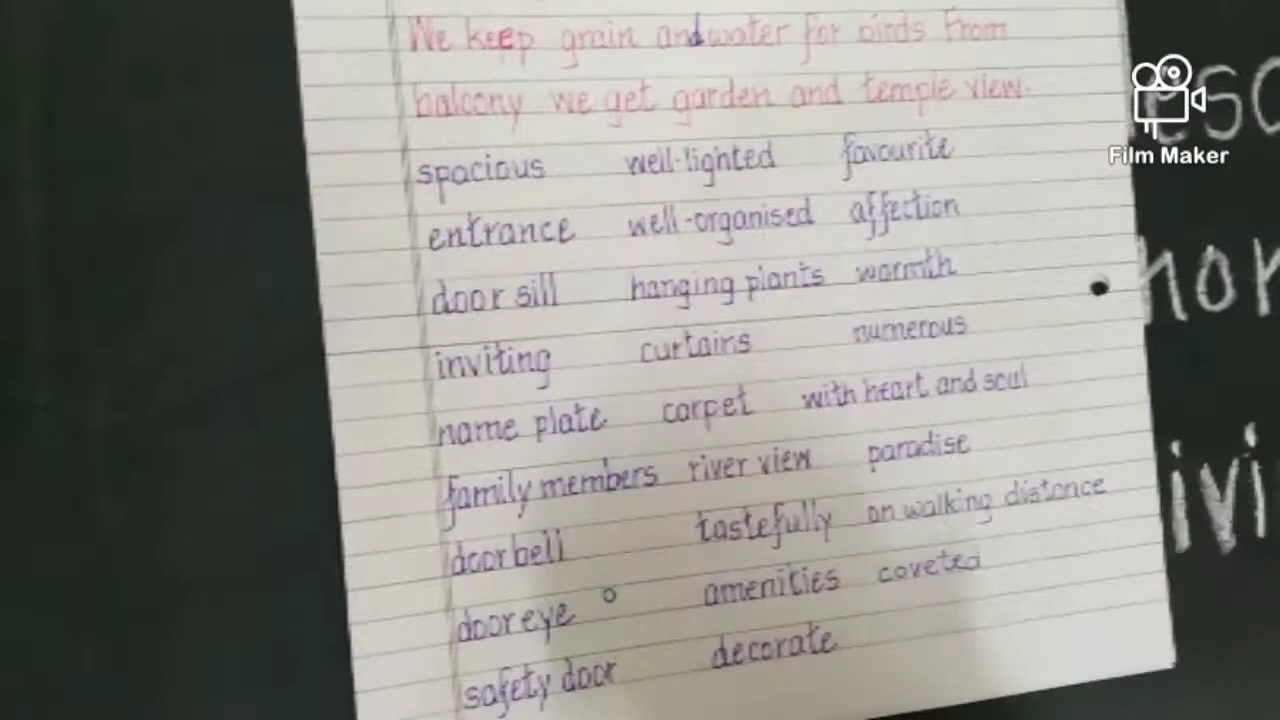 We keep grain and water for birds From
balcony we get garden and temple view.
spacious well-lighted favourite
entrance well-organised affection
door sill hanging plants warmth
inviting curtains numerous
name plate carpet with heart and soul
family members river view paradise
doorbell tastefully on walking distance
door eye amenities coveted
safety door decorate
Film Maker